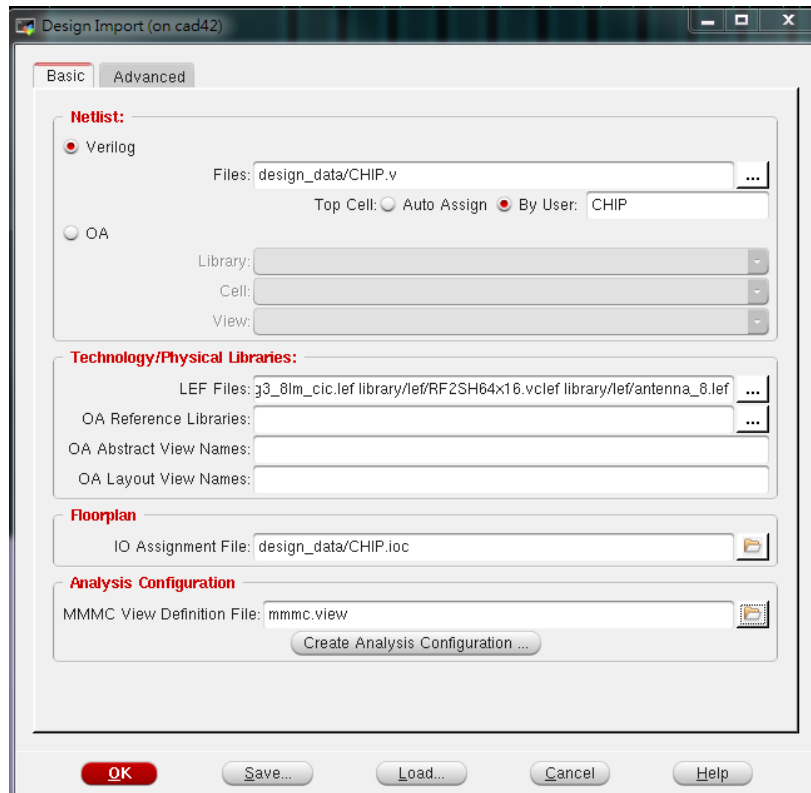 Design Import (on cad42)
Basic Advanced
Netlist:
Verilog
Files: design_data/CHIP.v ...
Top Cell: Auto Assign By User: CHIP
OA
Library:
Cell:
View:
Technology/Physical Libraries:
LEF Files: g3_8lm_cic.lef library/lef/RF2SH64x16.vclef library/lef/antenna_8.lef ...
OA Reference Libraries: ...
OA Abstract View Names:
OA Layout View Names:
Floorplan
IO Assignment File: design_data/CHIP.ioc
Analysis Configuration
MMMC View Definition File: mmmc.view
Create Analysis Configuration ...
OK Save... Load... Cancel Help